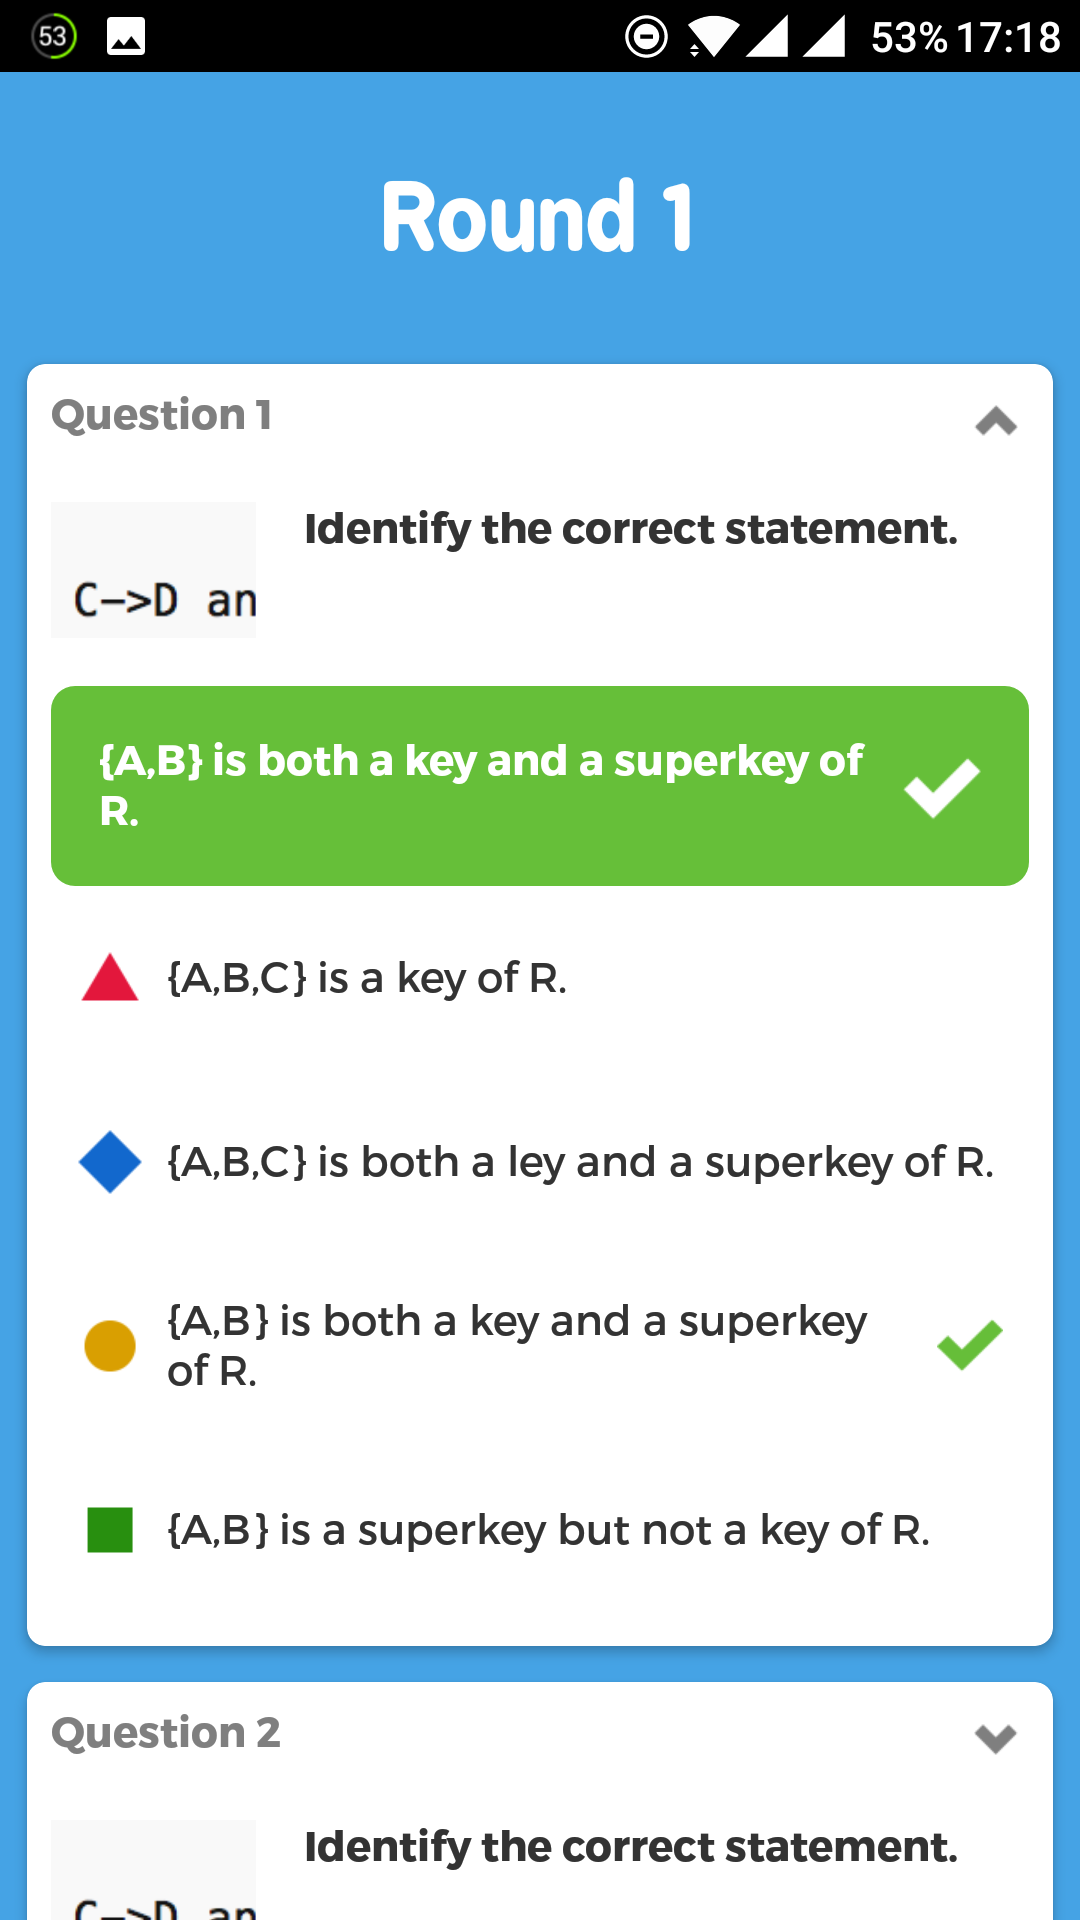 53
53% 17:18
Round 1
Question 1
Identify the correct statement.
C->D an
{A,B} is both a key and a superkey of
R.
{A,B,C} is a key of R.
{A,B,C} is both a ley and a superkey of R.
{A,B} is both a key and a superkey
of R.
{A,B} is a superkey but not a key of R.
Question 2
Identify the correct statement.
C->D an